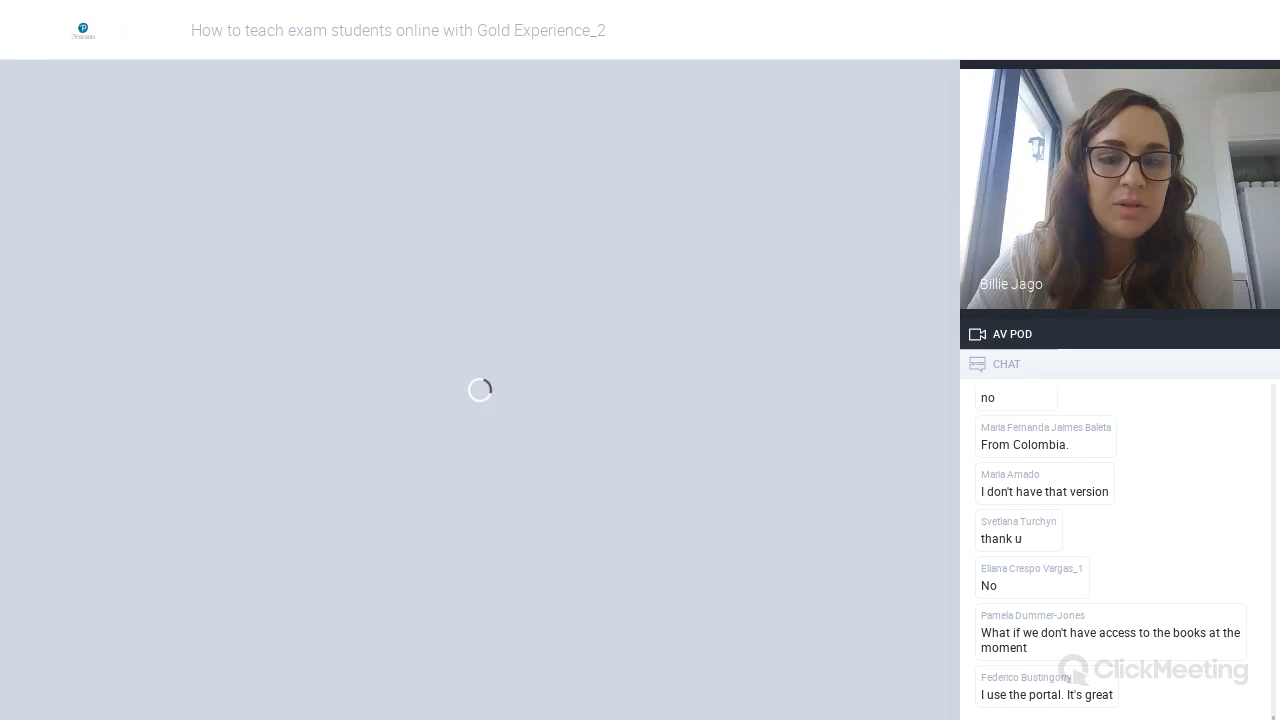 Pearson
How to teach exam students online with Gold Experience_2
Billie Jago
AV POD
CHAT
no
Maria Fernanda Jaimes Baleta
From Colombia.
Maria Amado
I don't have that version
Svetlana Turchyn
thank u
Eliana Crespo Vargas_1
No
Pamela Dummer-Jones
What if we don't have access to the books at the
moment
ClickMeeting
Federico Bustingorry
I use the portal. It's great